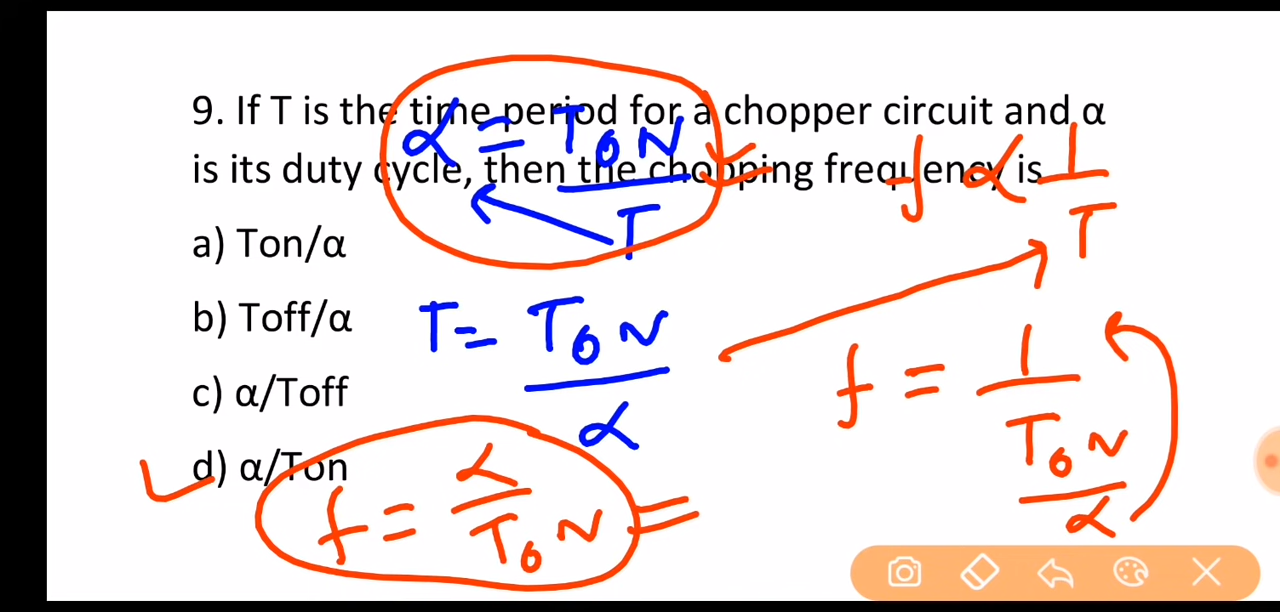 9. If T is the time period for a chopper circuit and α
is its duty cycle, then the chopping frequency is
a) Ton/α
b) Toff/α
c) α/Toff
d) α/Ton
α = TON
T
T = TON
α
f α 1
T
f = 1
TON
α
f = α
TON =